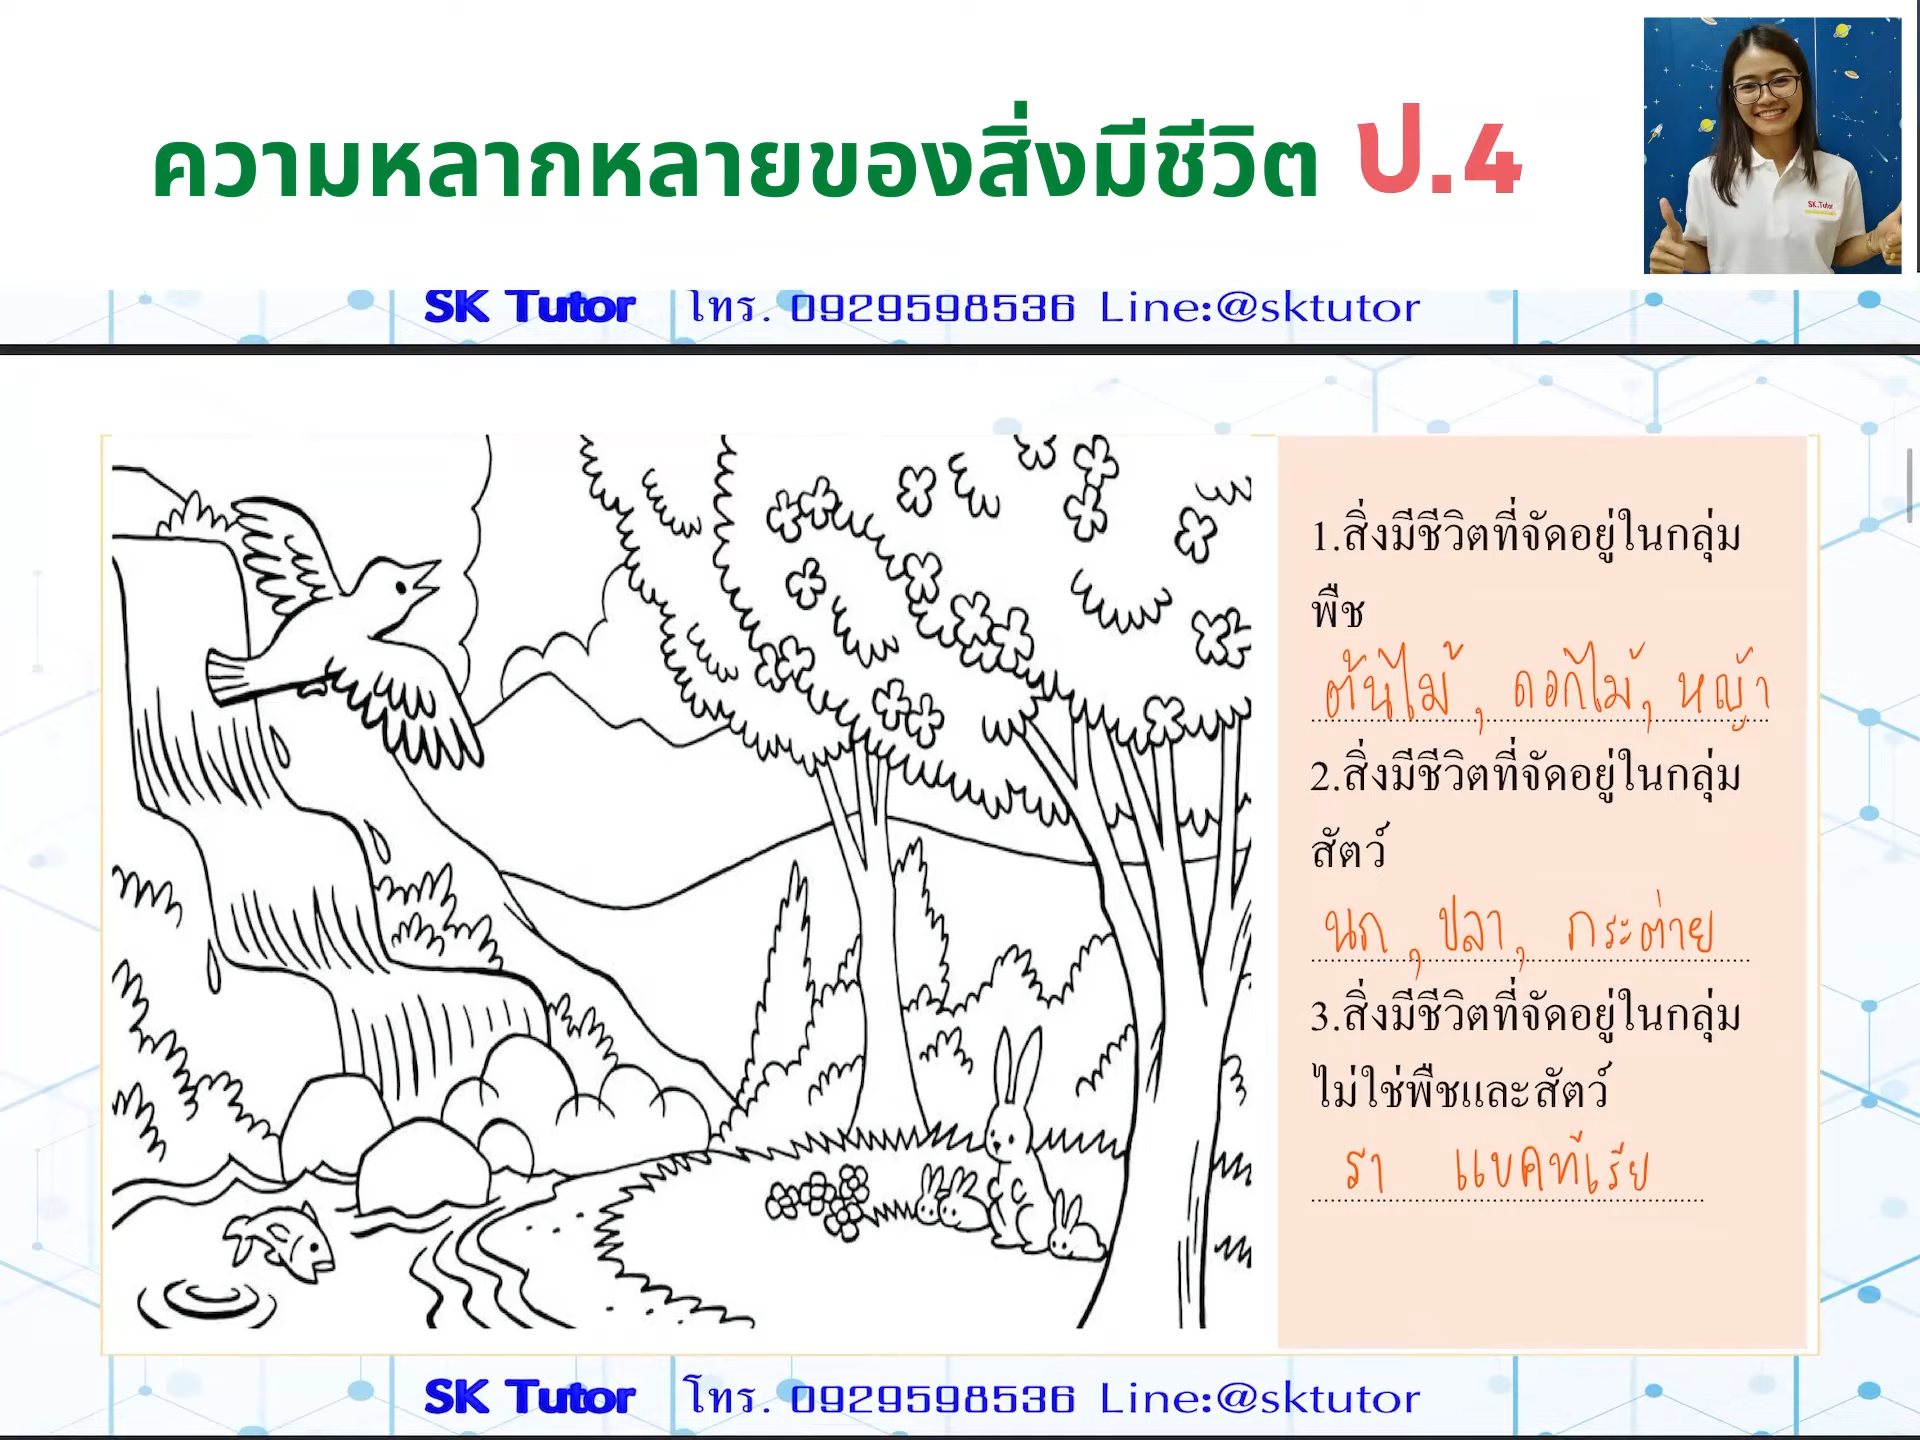 ความหลากหลายของสิ่งมีชีวิต ป.4
SK Tutor โทร. 0929598536 Line:@sktutor
SK.Tutor
1.สิ่งมีชีวิตที่จัดอยู่ในกลุ่ม
พืช
ต้นไม้, ดอกไม้, หญ้า
2.สิ่งมีชีวิตที่จัดอยู่ในกลุ่ม
สัตว์
นก, ปลา, กระต่าย
3.สิ่งมีชีวิตที่จัดอยู่ในกลุ่ม
ไม่ใช่พืชและสัตว์
รา แบคทีเรีย
SK Tutor โทร. 0929598536 Line:@sktutor